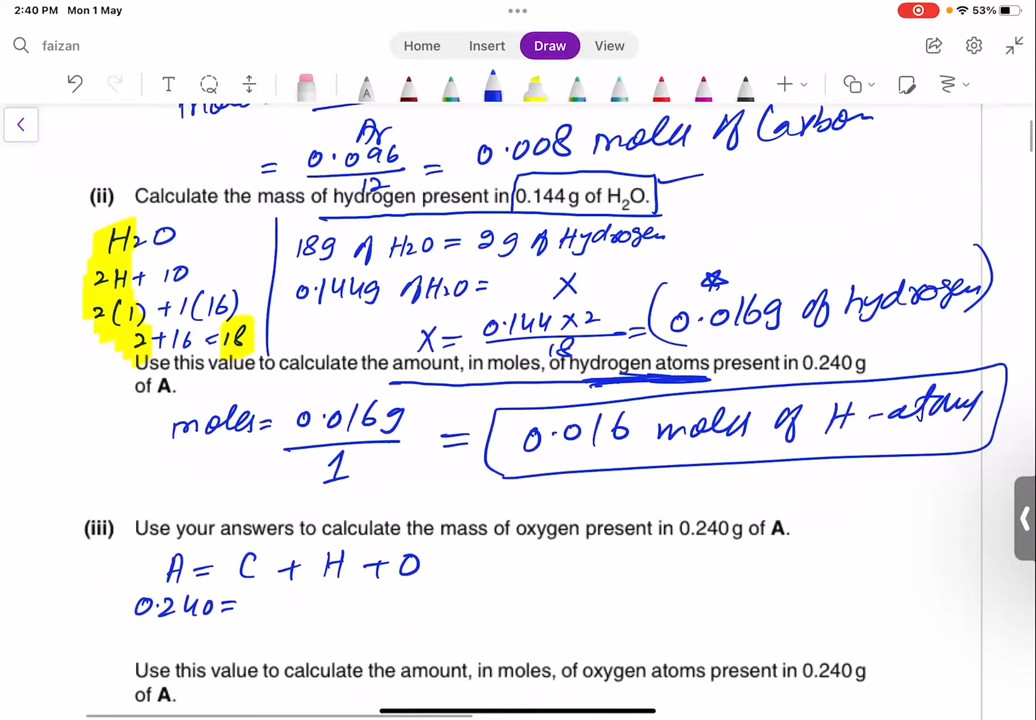 2:40 PM Mon 1 May
53%
faizan
Home Insert Draw View
T
A
Ar
= 0.096 / 12 = 0.008 moles of Carbon
(ii) Calculate the mass of hydrogen present in 0.144 g of H₂O.
H2O
2H + 1O
2(1) + 1(16)
2+16 = 18
18g of H2O = 2g of Hydrogen
0.144g of H2O = X
X = 0.144 X 2 / 18 = (0.016g of hydrogen)
Use this value to calculate the amount, in moles, of hydrogen atoms present in 0.240 g
of A.
moles = 0.016g / 1 = 0.016 moles of H-atoms
(iii) Use your answers to calculate the mass of oxygen present in 0.240 g of A.
A = C + H + O
0.240 =
Use this value to calculate the amount, in moles, of oxygen atoms present in 0.240 g
of A.